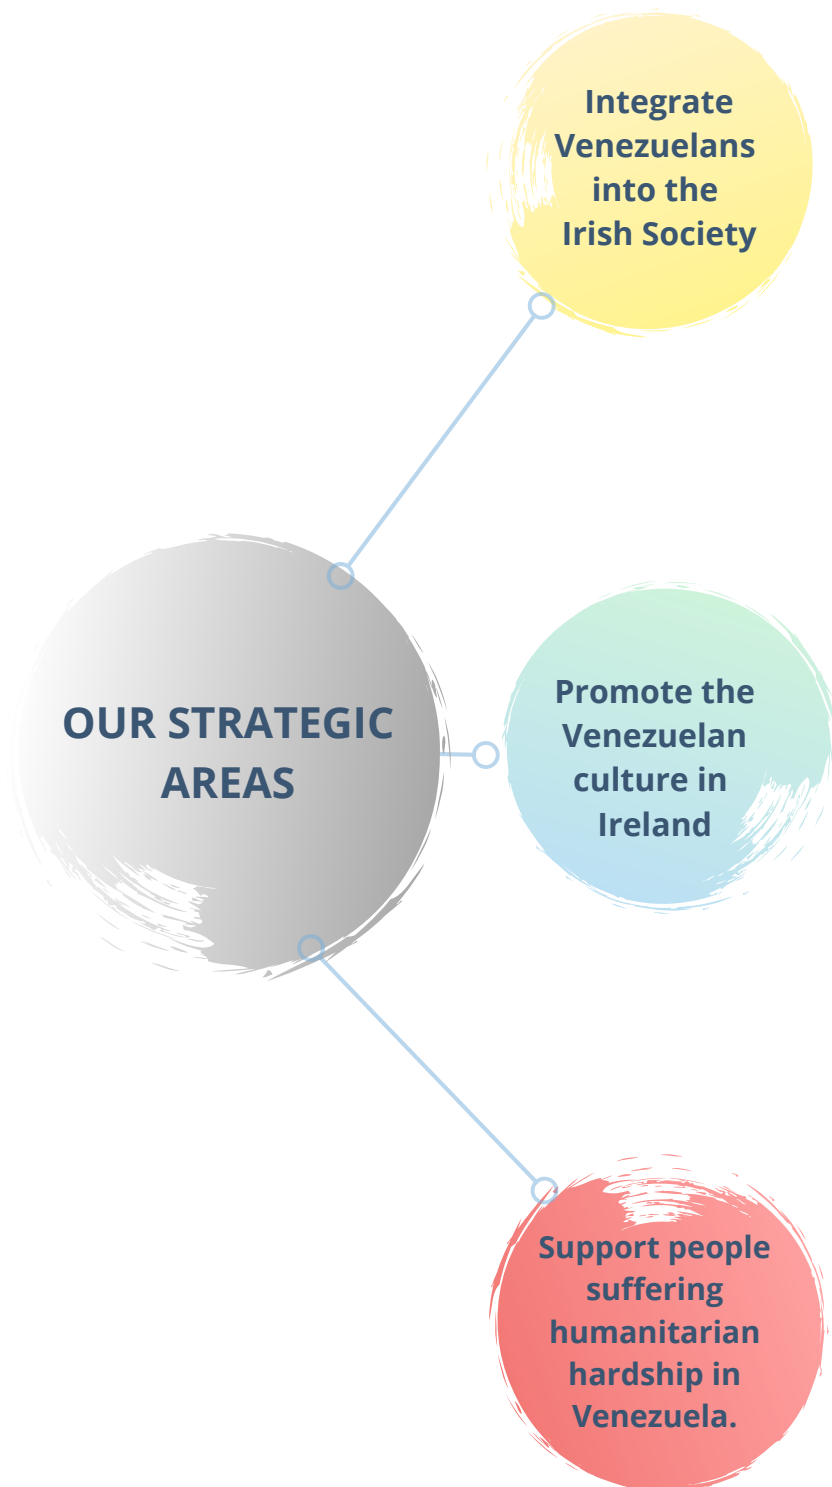 Integrate
Venezuelans
into the
Irish Society
OUR STRATEGIC
AREAS
Promote the
Venezuelan
culture in
Ireland
Support people
suffering
humanitarian
hardship in
Venezuela.